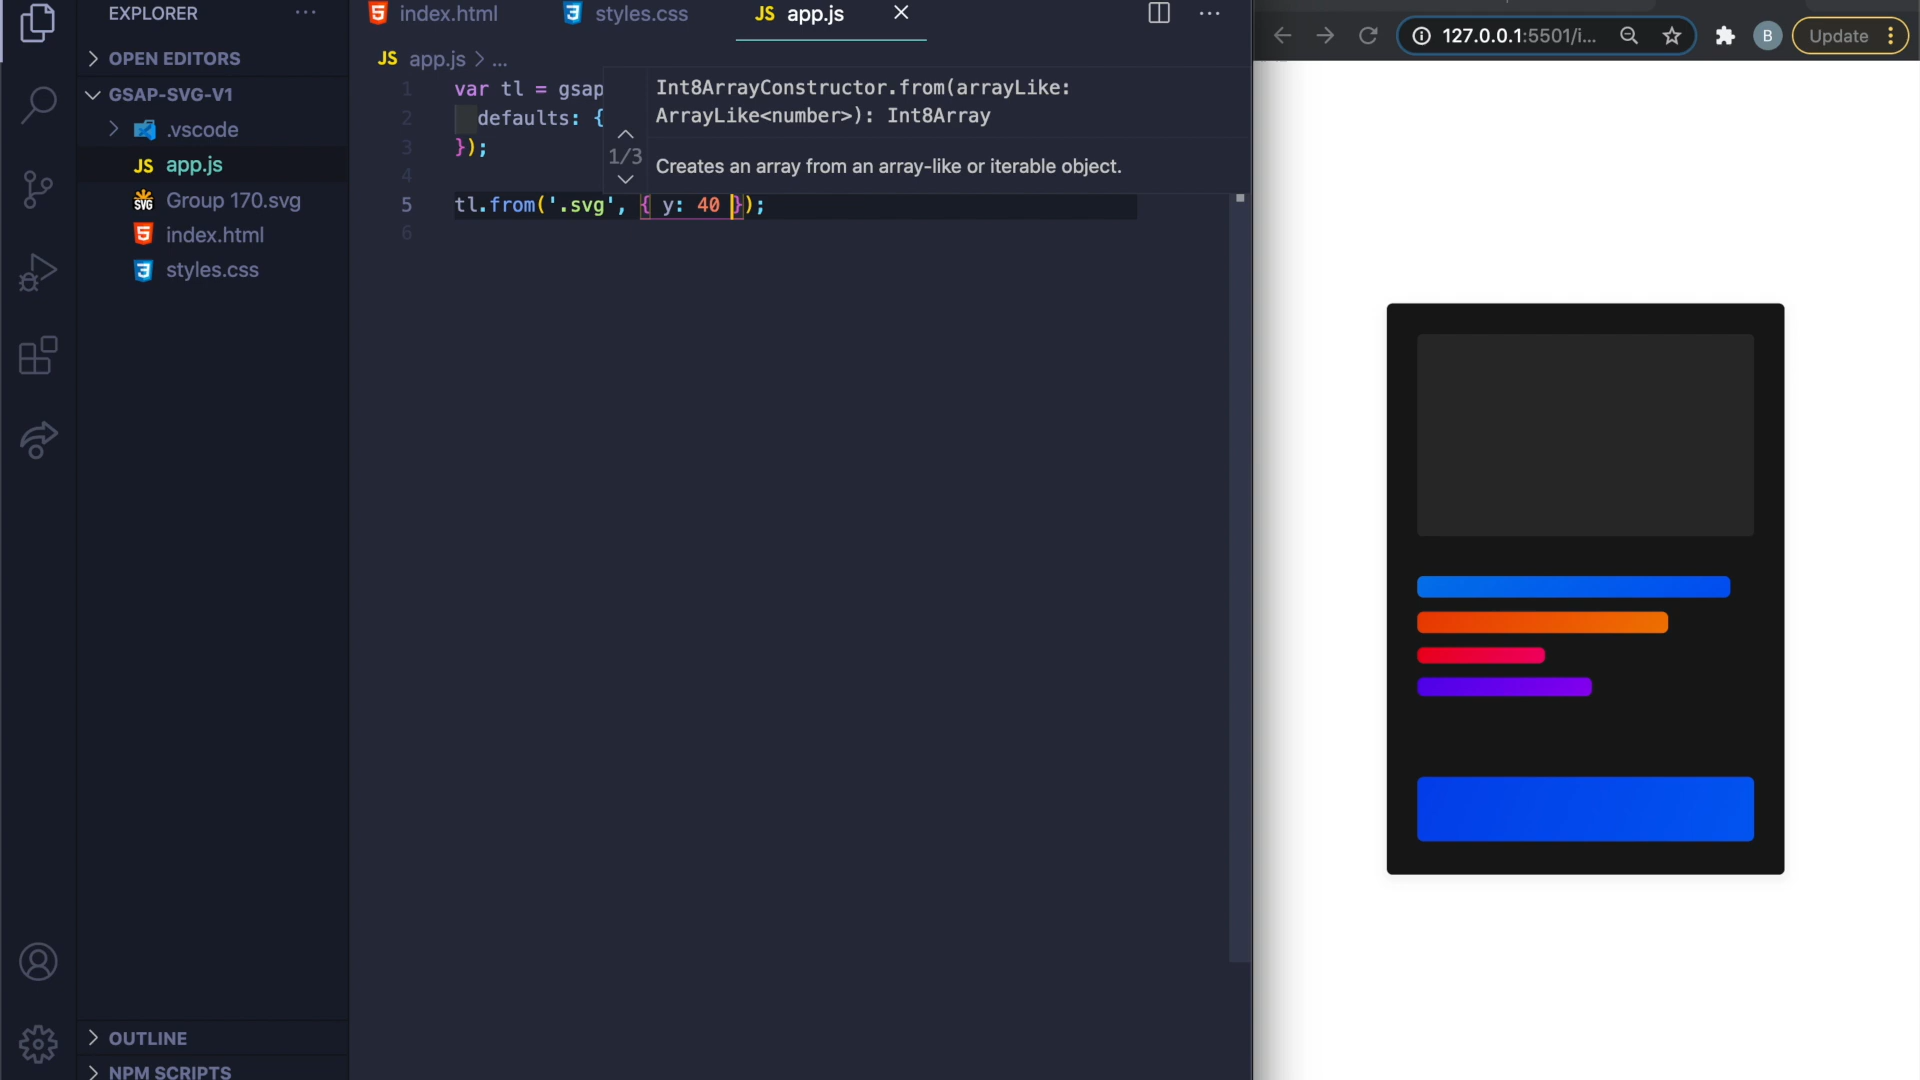 EXPLORER ...
OPEN EDITORS
GSAP-SVG-V1
.vscode
JS app.js
SVG Group 170.svg
index.html
styles.css
OUTLINE
NPM SCRIPTS
index.html
styles.css
JS app.js
JS app.js > ...
1 var tl = gsap
2 defaults: {
3 });
4
5 tl.from('.svg', { y: 40 });
6
1/3
Int8ArrayConstructor.from(arrayLike:
ArrayLike<number>): Int8Array
Creates an array from an array-like or iterable object.
127.0.0.1:5501/i...
B
Update